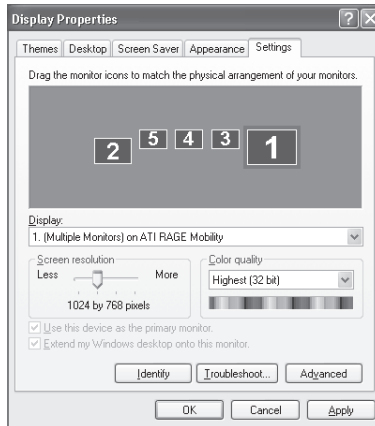 Display Properties
Themes Desktop Screen Saver Appearance Settings
Drag the monitor icons to match the physical arrangement of your monitors.
2 5 4 3 1
Display:
1. (Multiple Monitors) on ATI RAGE Mobility
Screen resolution
Less More
1024 by 768 pixels
Color quality
Highest (32 bit)
Use this device as the primary monitor.
Extend my Windows desktop onto this monitor.
Identify Troubleshoot... Advanced
OK Cancel Apply